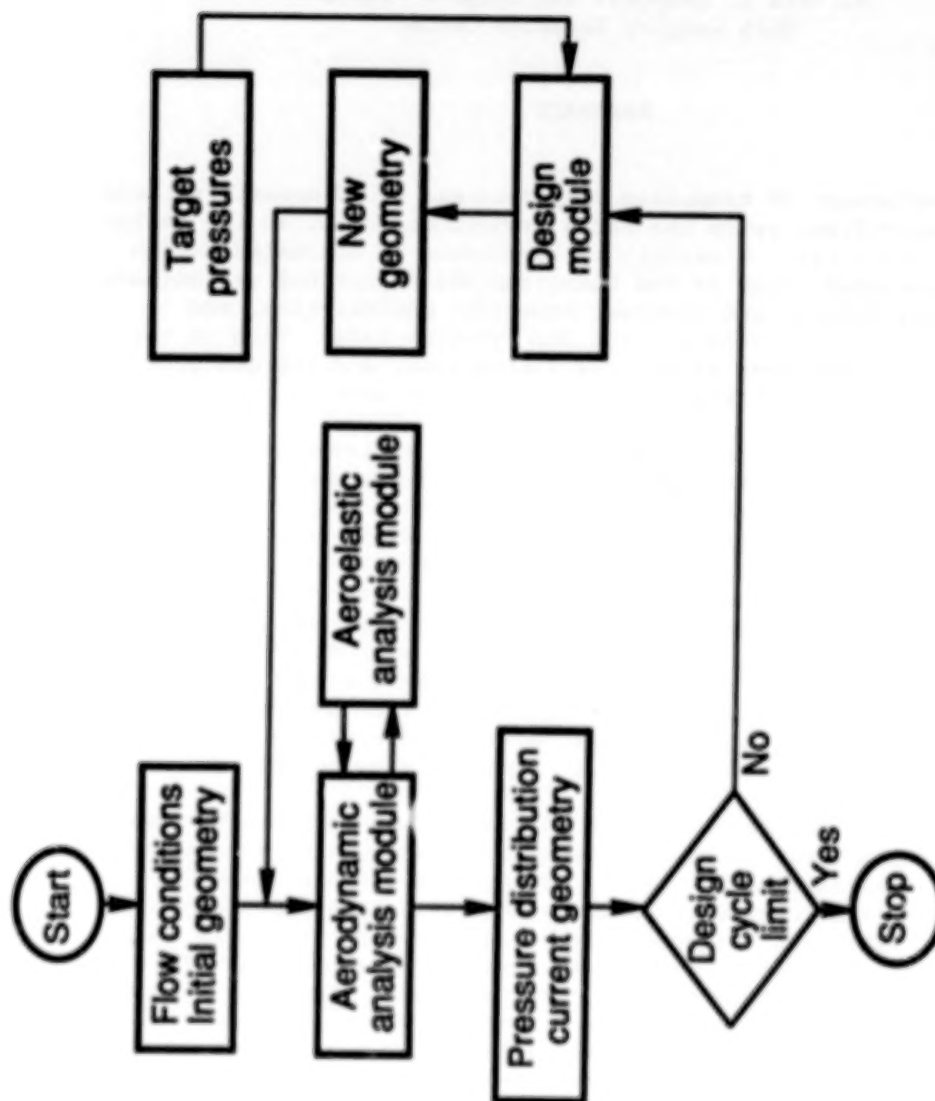 Start
Flow conditions
Initial geometry
Aerodynamic
analysis module
Aeroelastic
analysis module
Pressure distribution
current geometry
Design
cycle
limit
No
Yes
Stop
Target
pressures
New
geometry
Design
module